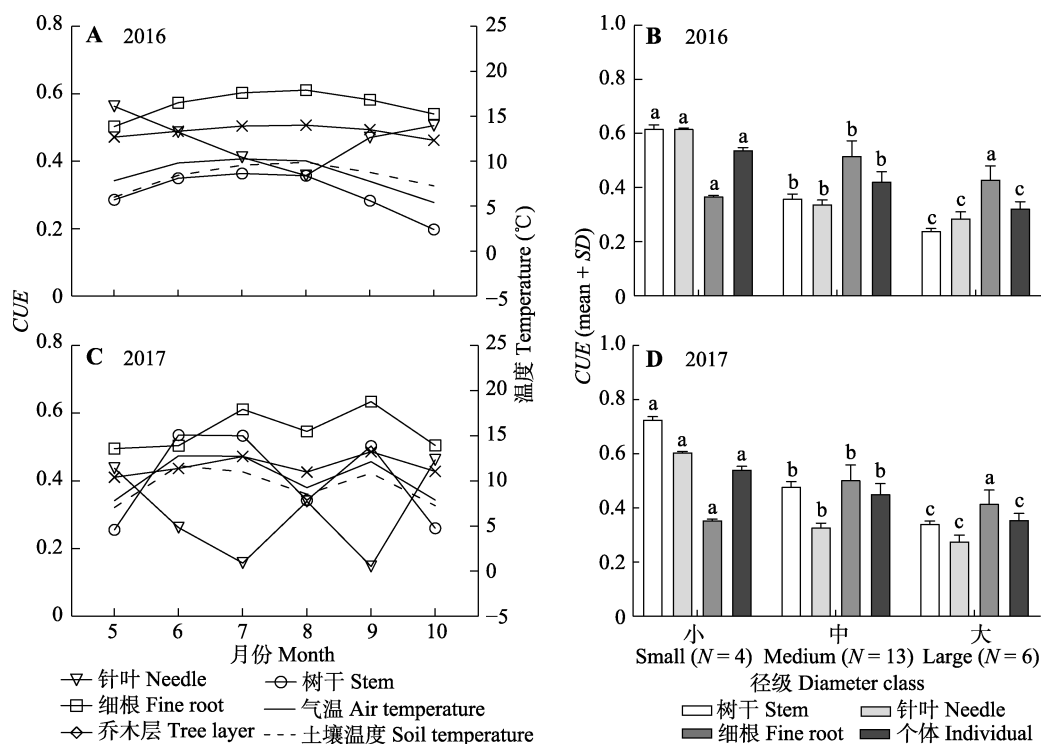 A 2016
0.8
0.6
0.4
0.2
0
25
20
15
10
5
0
−5
C 2017
0.8
0.6
0.4
0.2
0
25
20
15
10
5
0
−5
CUE
温度 Temperature (℃)
5 6 7 8 9 10
月份 Month
针叶 Needle
树干 Stem
细根 Fine root
气温 Air temperature
乔木层 Tree layer
土壤温度 Soil temperature
B 2016
1.0
0.8
0.6
0.4
0.2
0
a a a a
b b b b
c c a c
D 2017
1.0
0.8
0.6
0.4
0.2
0
a a a a
b b b b
c c a c
CUE (mean + SD)
小 中 大
Small (N = 4) Medium (N = 13) Large (N = 6)
径级 Diameter class
树干 Stem
针叶 Needle
细根 Fine root
个体 Individual